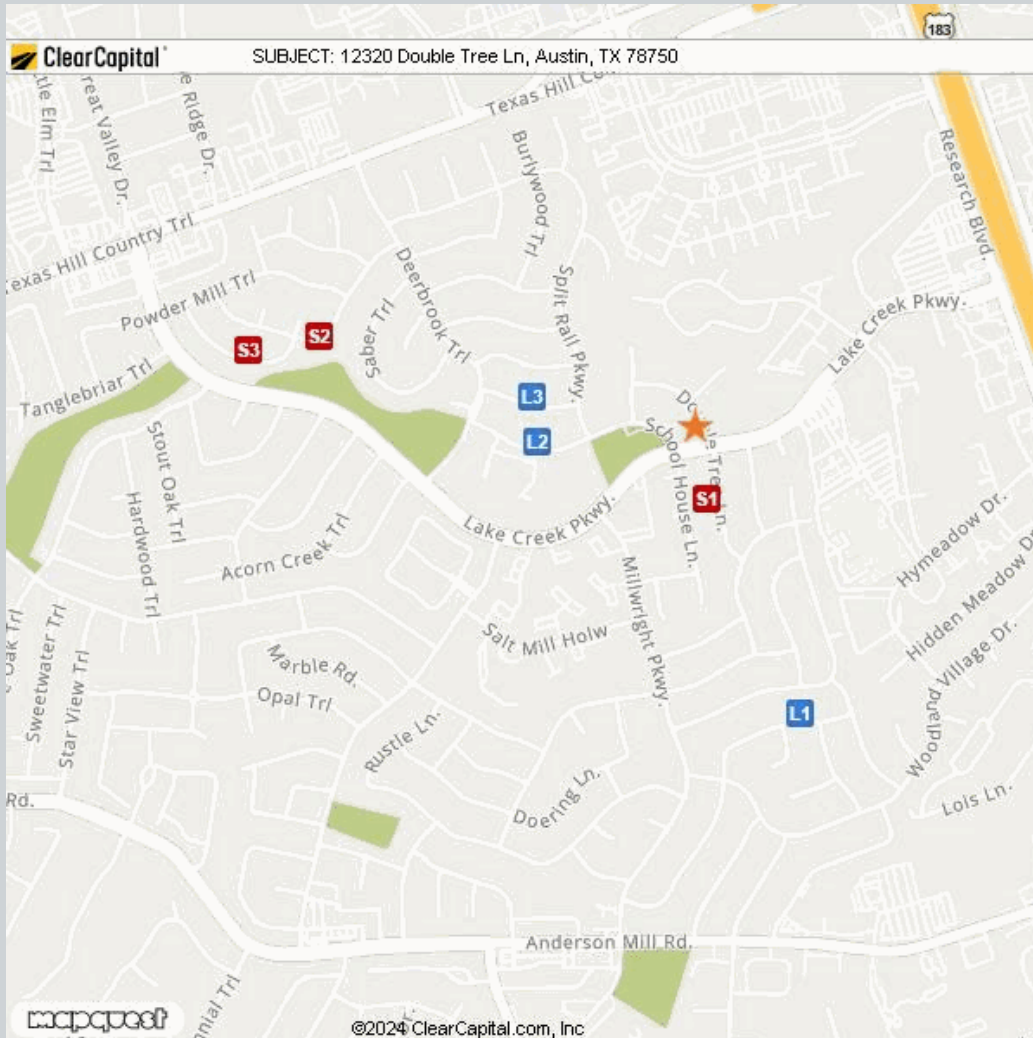 183
ClearCapital
SUBJECT: 12320 Double Tree Ln, Austin, TX 78750
Texas Hill
Research Blvd.
Burlywood Trl
Texas Hill Country Trl
Powder Mill Trl
Deerbrook Trl
Saber Trl
Split Rail Pkwy.
Lake Creek Pkwy.
S3
S2
Tanglebriar Trl
L3
L2
School House Ln.
S1
Stout Oak Trl
Hardwood Trl
Lake Creek Pkwy.
Acorn Creek Trl
Hymeadow Dr.
Hidden Meadow Dr
Millwright Pkwy.
Salt Mill Holw
Oak Trl
Sweetwater Trl
Star View Trl
Marble Rd.
Opal Trl
Rustle Ln.
L1
Woodland Village Dr.
Rd.
Doering Ln.
Lois Ln.
Anderson Mill Rd.
mapquest
©2024 ClearCapital.com, Inc